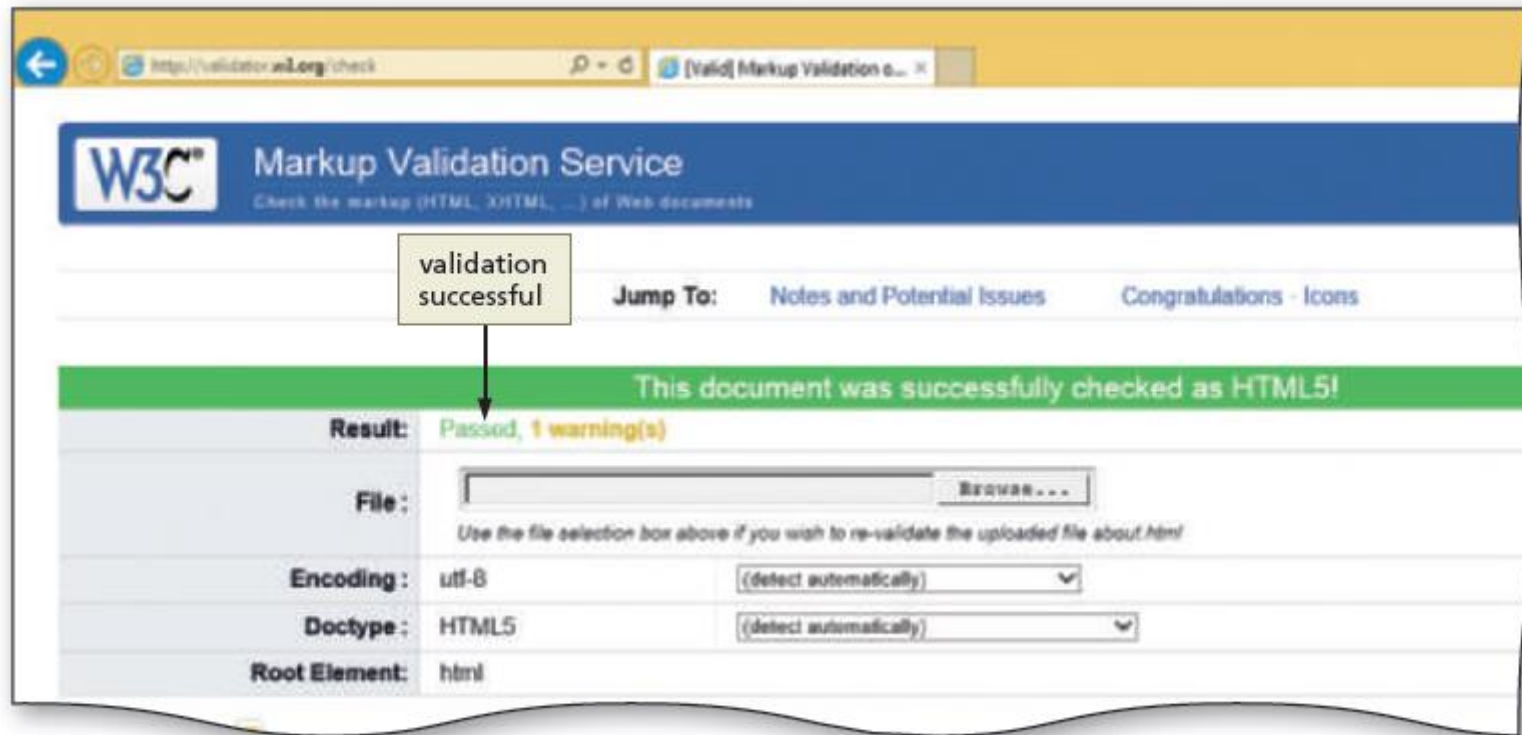 http://validator.w3.org/check
[Valid] Markup Validation o...
W3C®
Markup Validation Service
Check the markup (HTML, XHTML, ...) of Web documents
validation
successful
Jump To: Notes and Potential Issues Congratulations - Icons
This document was successfully checked as HTML5!
Result: Passed, 1 warning(s)
File : Browse...
Use the file selection box above if you wish to re-validate the uploaded file about.html
Encoding : utf-8 (detect automatically)
Doctype : HTML5 (detect automatically)
Root Element: html